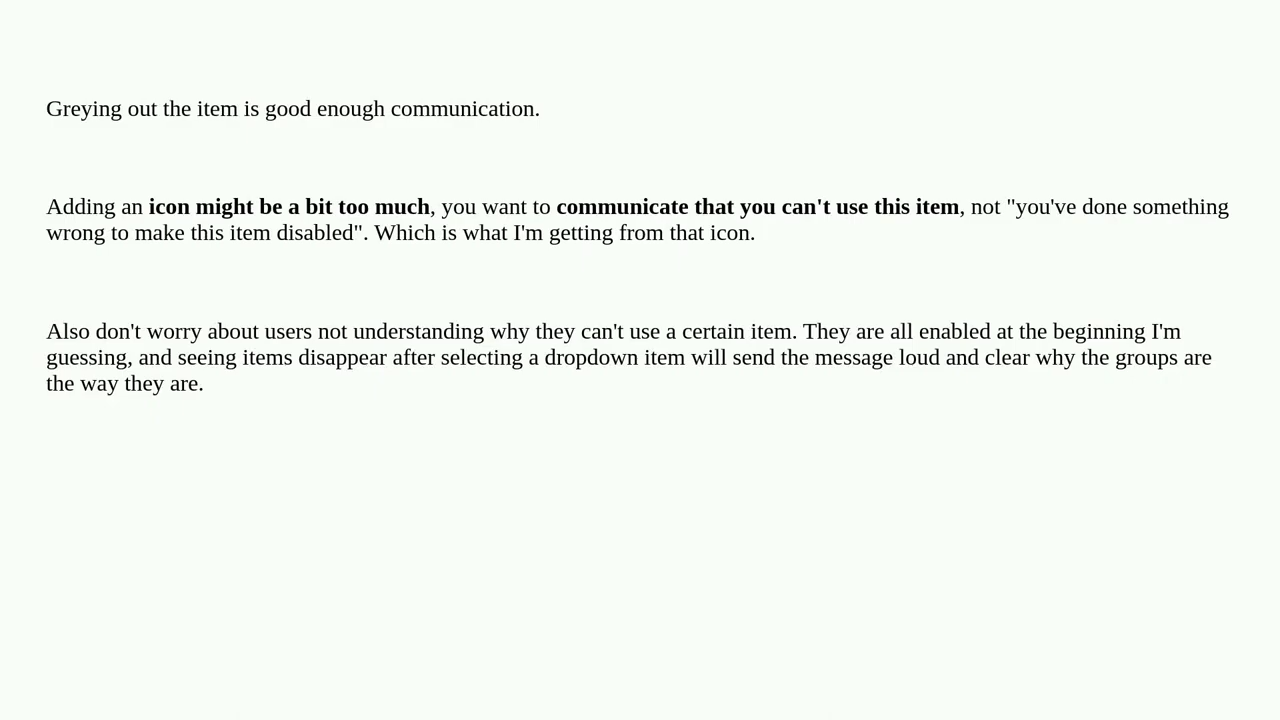 Greying out the item is good enough communication.
Adding an icon might be a bit too much, you want to communicate that you can't use this item, not "you've done something
wrong to make this item disabled". Which is what I'm getting from that icon.
Also don't worry about users not understanding why they can't use a certain item. They are all enabled at the beginning I'm
guessing, and seeing items disappear after selecting a dropdown item will send the message loud and clear why the groups are
the way they are.